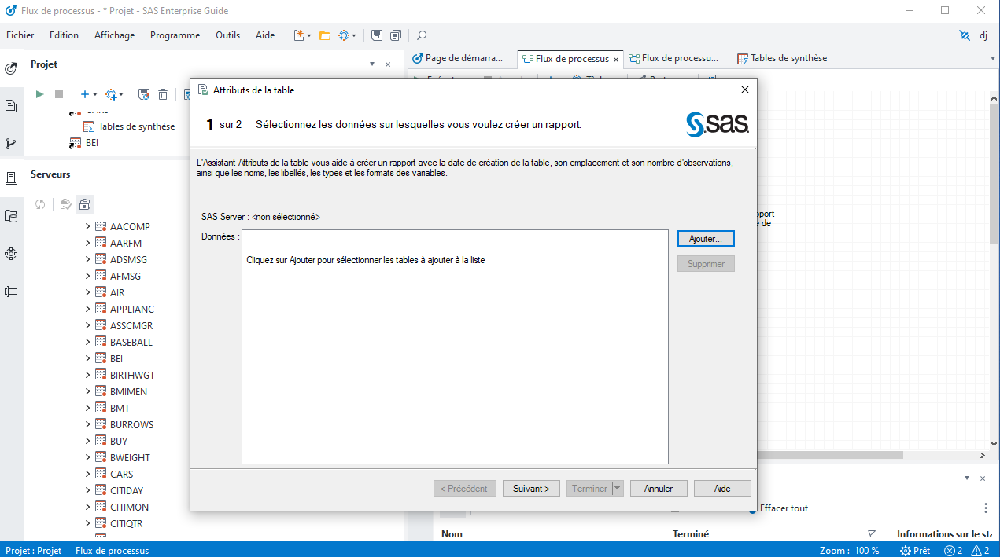 Flux de processus - * Projet - SAS Enterprise Guide
Fichier Edition Affichage Programme Outils Aide dj
Projet
Page de démarra... Flux de processus Flux de processu... Tables de synthèse
Attributs de la table
1 sur 2 Sélectionnez les données sur lesquelles vous voulez créer un rapport.
sas
Tables de synthèse
BEI
L'Assistant Attributs de la table vous aide à créer un rapport avec la date de création de la table, son emplacement et son nombre d'observations,
ainsi que les noms, les libellés, les types et les formats des variables.
Serveurs
SAS Server : <non sélectionné>
Données :
Ajouter...
Cliquez sur Ajouter pour sélectionner les tables à ajouter à la liste
Supprimer
pport
e de
AACOMP
AARFM
ADSMSG
AFMSG
AIR
APPLIANC
ASSCMGR
BASEBALL
BEI
BIRTHWGT
BMIMEN
BMT
BURROWS
BUY
BWEIGHT
CARS
CITIDAY
CITIMON
CITIQTR
< Précédent Suivant > Terminer Annuler Aide
Effacer tout
Nom Terminé Informations sur le sta
Projet : Projet Flux de processus Zoom : 100 % Prêt 2 2